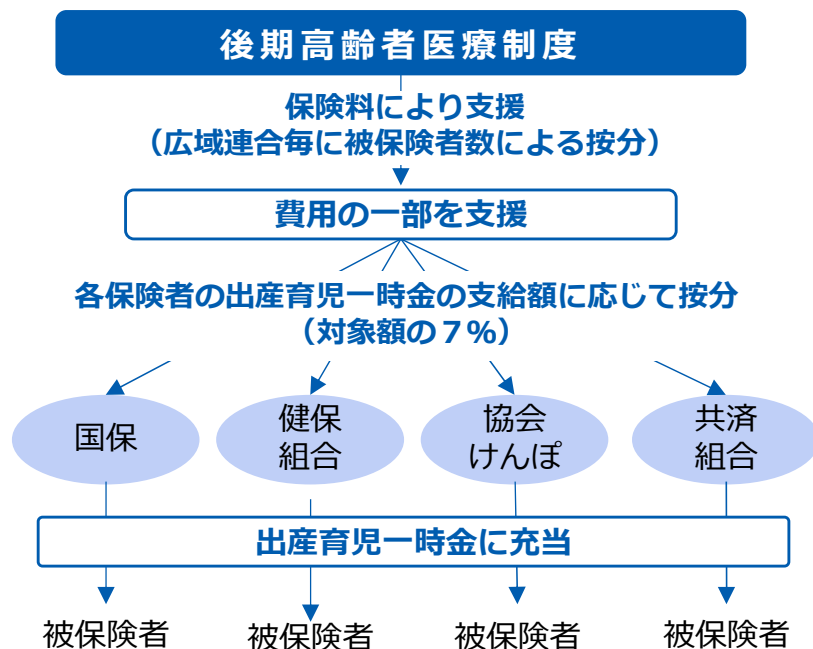 後期高齢者医療制度
保険料により支援
（広域連合毎に被保険者数による按分）
費用の一部を支援
各保険者の出産育児一時金の支給額に応じて按分
（対象額の７％）
国保
健保
組合
協会
けんぽ
共済
組合
出産育児一時金に充当
被保険者
被保険者
被保険者
被保険者